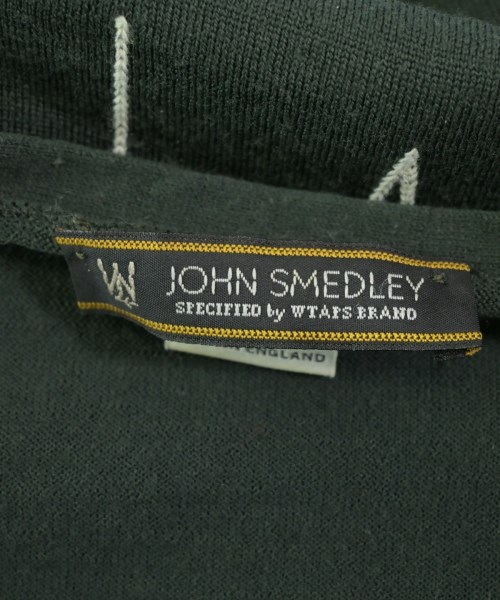 JOHN SMEDLEY
SPECIFIED by WTAPS BRAND
ENGLAND